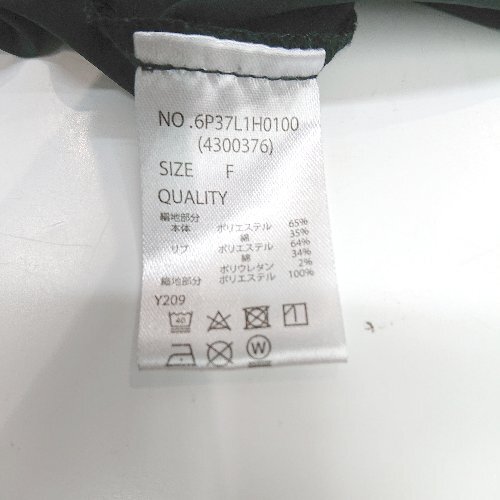 NO.6P37L1H0100
(4300376)
SIZE F
QUALITY
編地部分
本体 ポリエステル 65%
綿 35%
リブ ポリエステル 64%
綿 34%
ポリウレタン 2%
織地部分 ポリエステル 100%
Y209
40
1
W